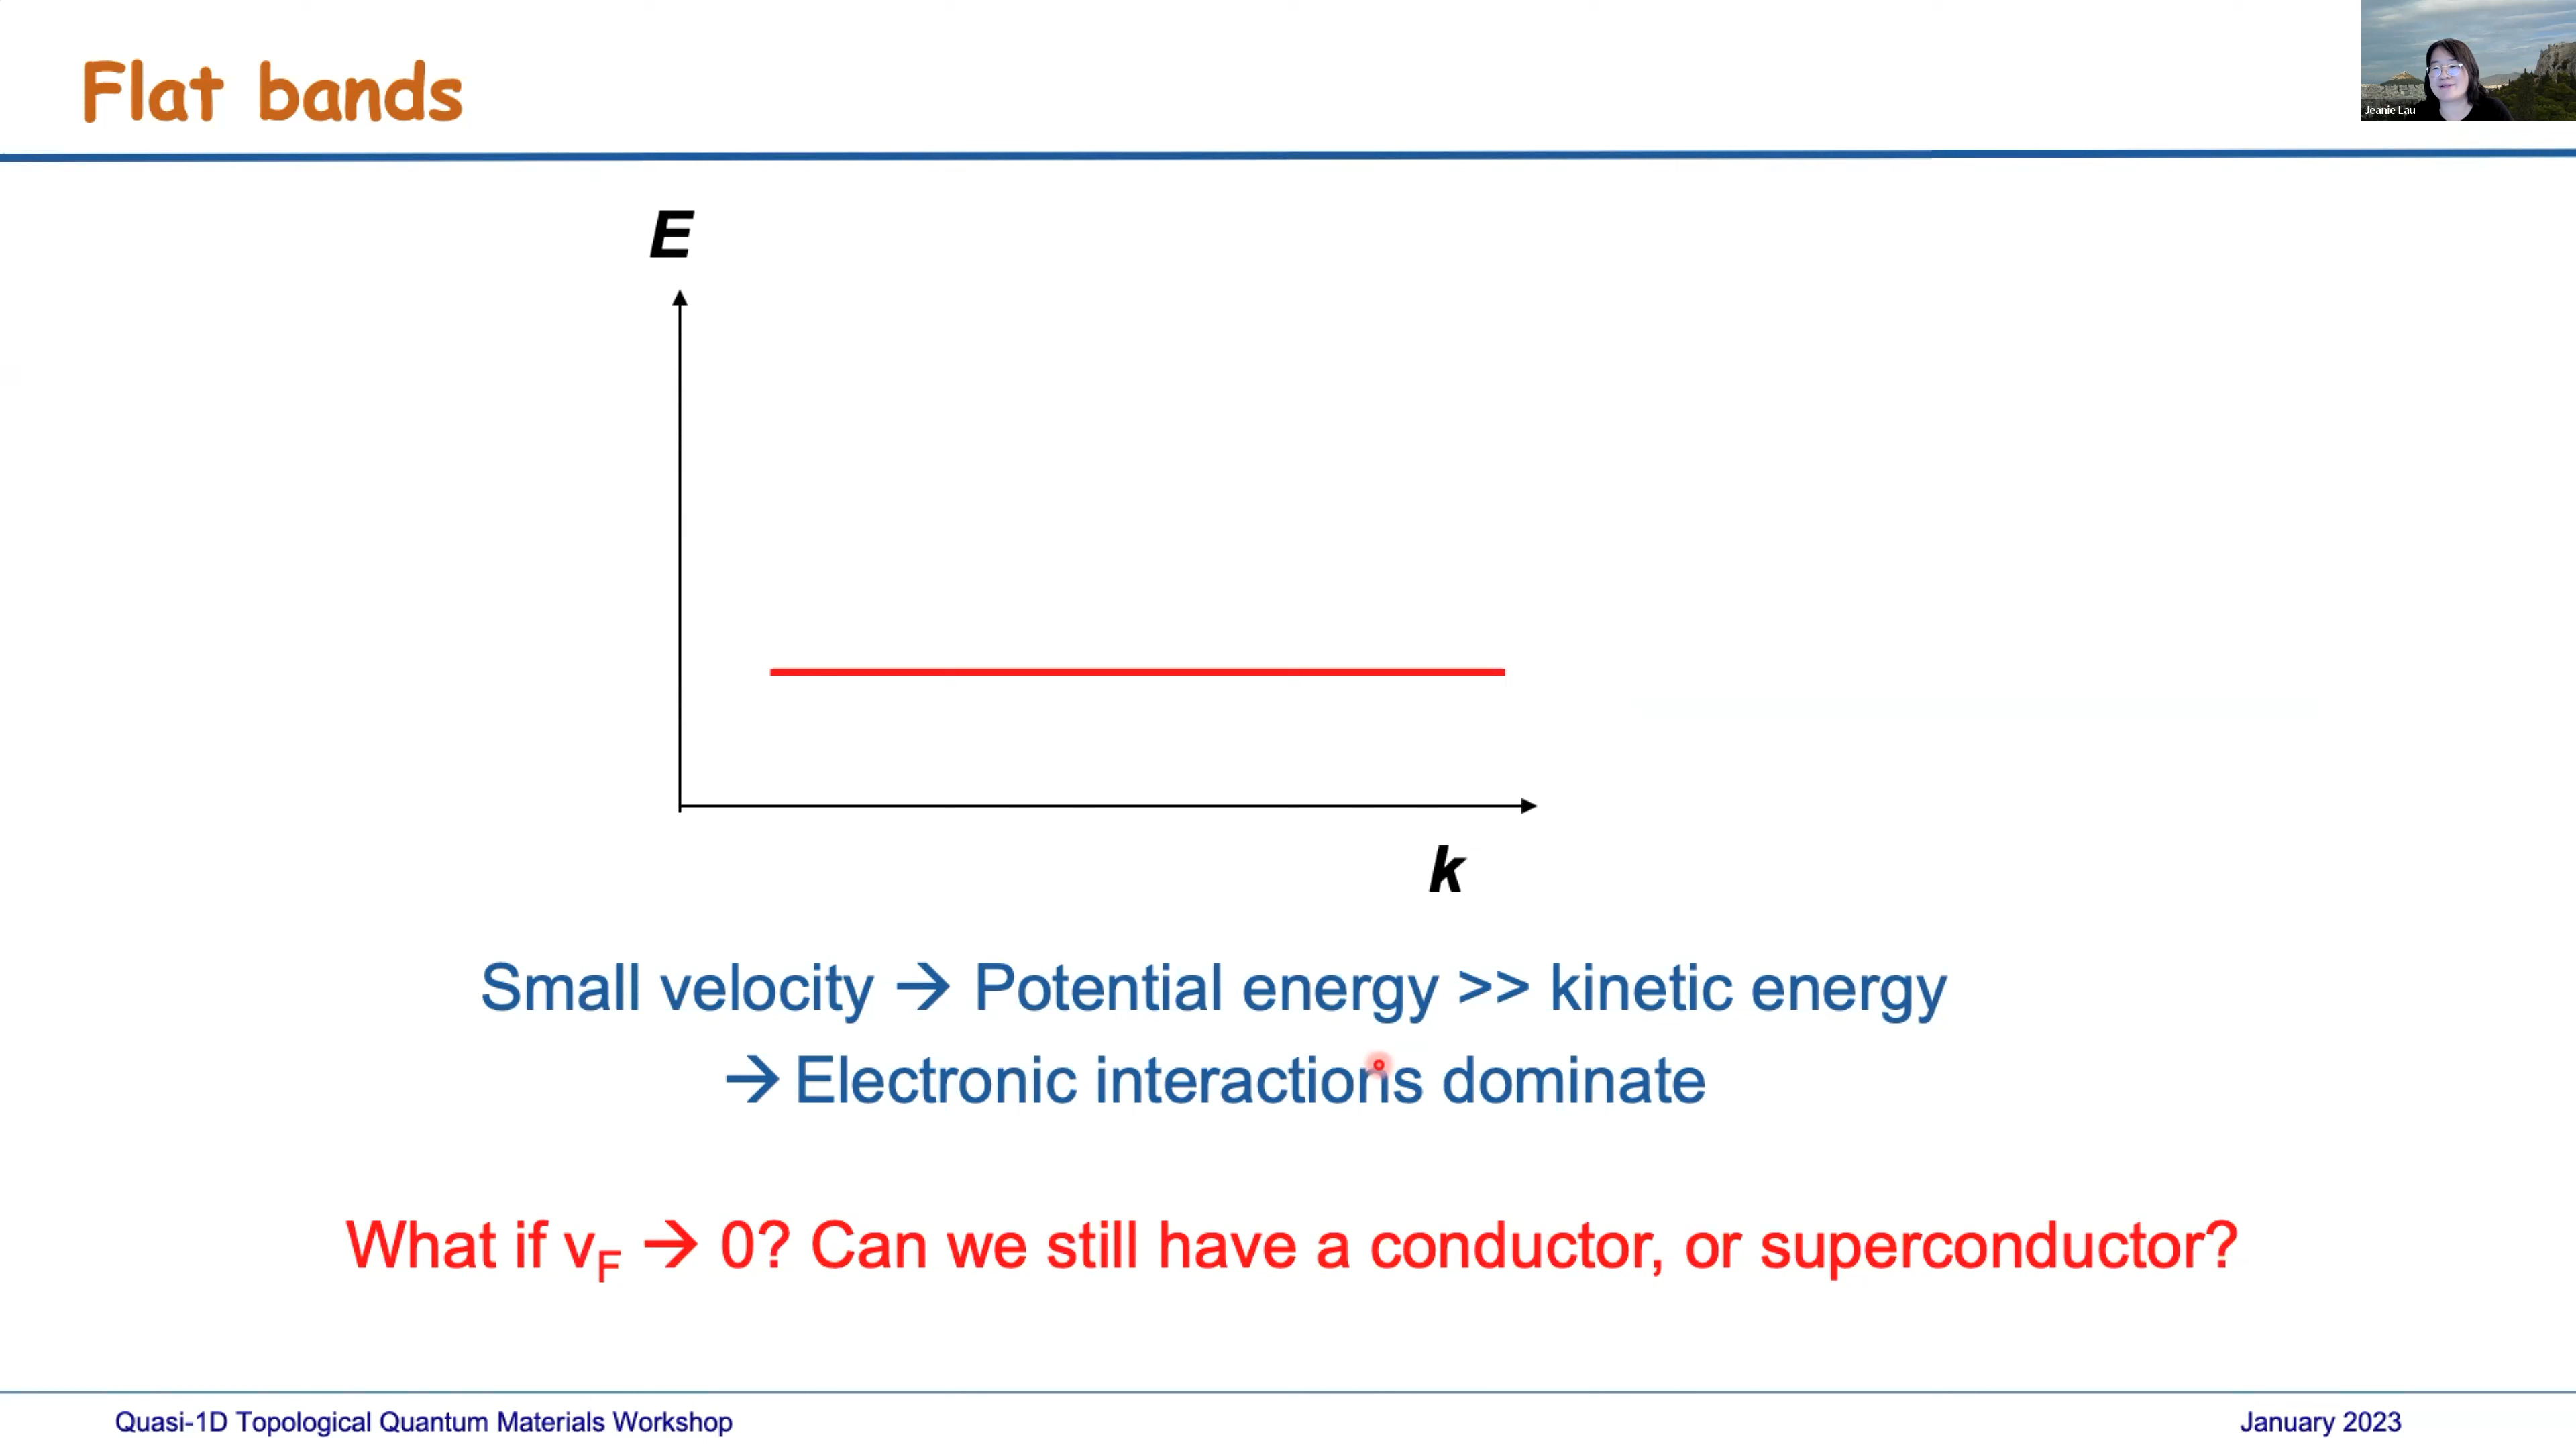 Flat bands
Jeanie Lau
E
k
Small velocity → Potential energy >> kinetic energy
→ Electronic interactions dominate
What if vF → 0? Can we still have a conductor, or superconductor?
Quasi-1D Topological Quantum Materials Workshop
January 2023